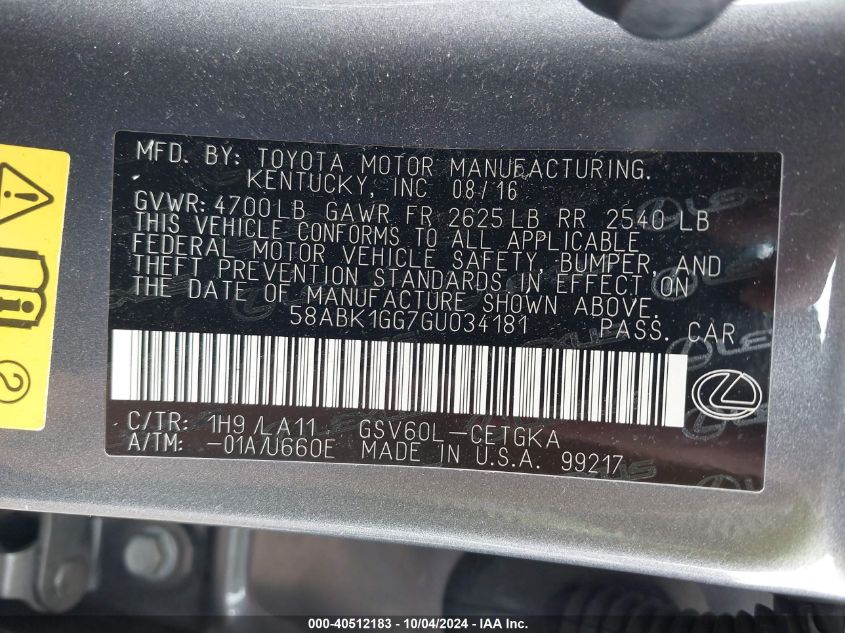 MFD. BY: TOYOTA MOTOR MANUFACTURING.
KENTUCKY, INC 08/16
GVWR: 4700LB GAWR FR 2625LB RR 2540 LB
THIS VEHICLE CONFORMS TO ALL APPLICABLE
FEDERAL MOTOR VEHICLE SAFETY, BUMPER, AND
THEFT PREVENTION STANDARDS IN EFFECT ON
THE DATE OF MANUFACTURE SHOWN ABOVE.
58ABK1GG7GU034181 PASS. CAR
C/TR: 1H9/LA11 GSV60L-CETGKA
A/TM: -01A/U660E MADE IN U.S.A. 99217
2
000-40512183 - 10/04/2024 - IAA Inc.